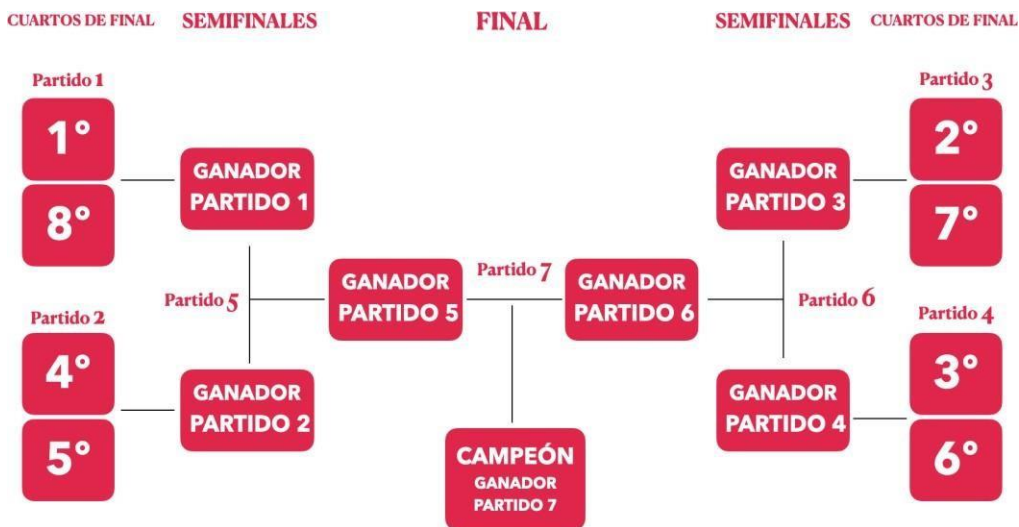 CUARTOS DE FINAL
SEMIFINALES
FINAL
SEMIFINALES
CUARTOS DE FINAL
Partido 1
1°
8°
Partido 2
4°
5°
GANADOR
PARTIDO 1
Partido 5
GANADOR
PARTIDO 2
GANADOR
PARTIDO 5
Partido 7
GANADOR
PARTIDO 6
CAMPEÓN
GANADOR
PARTIDO 7
GANADOR
PARTIDO 3
Partido 6
GANADOR
PARTIDO 4
Partido 3
2°
7°
Partido 4
3°
6°